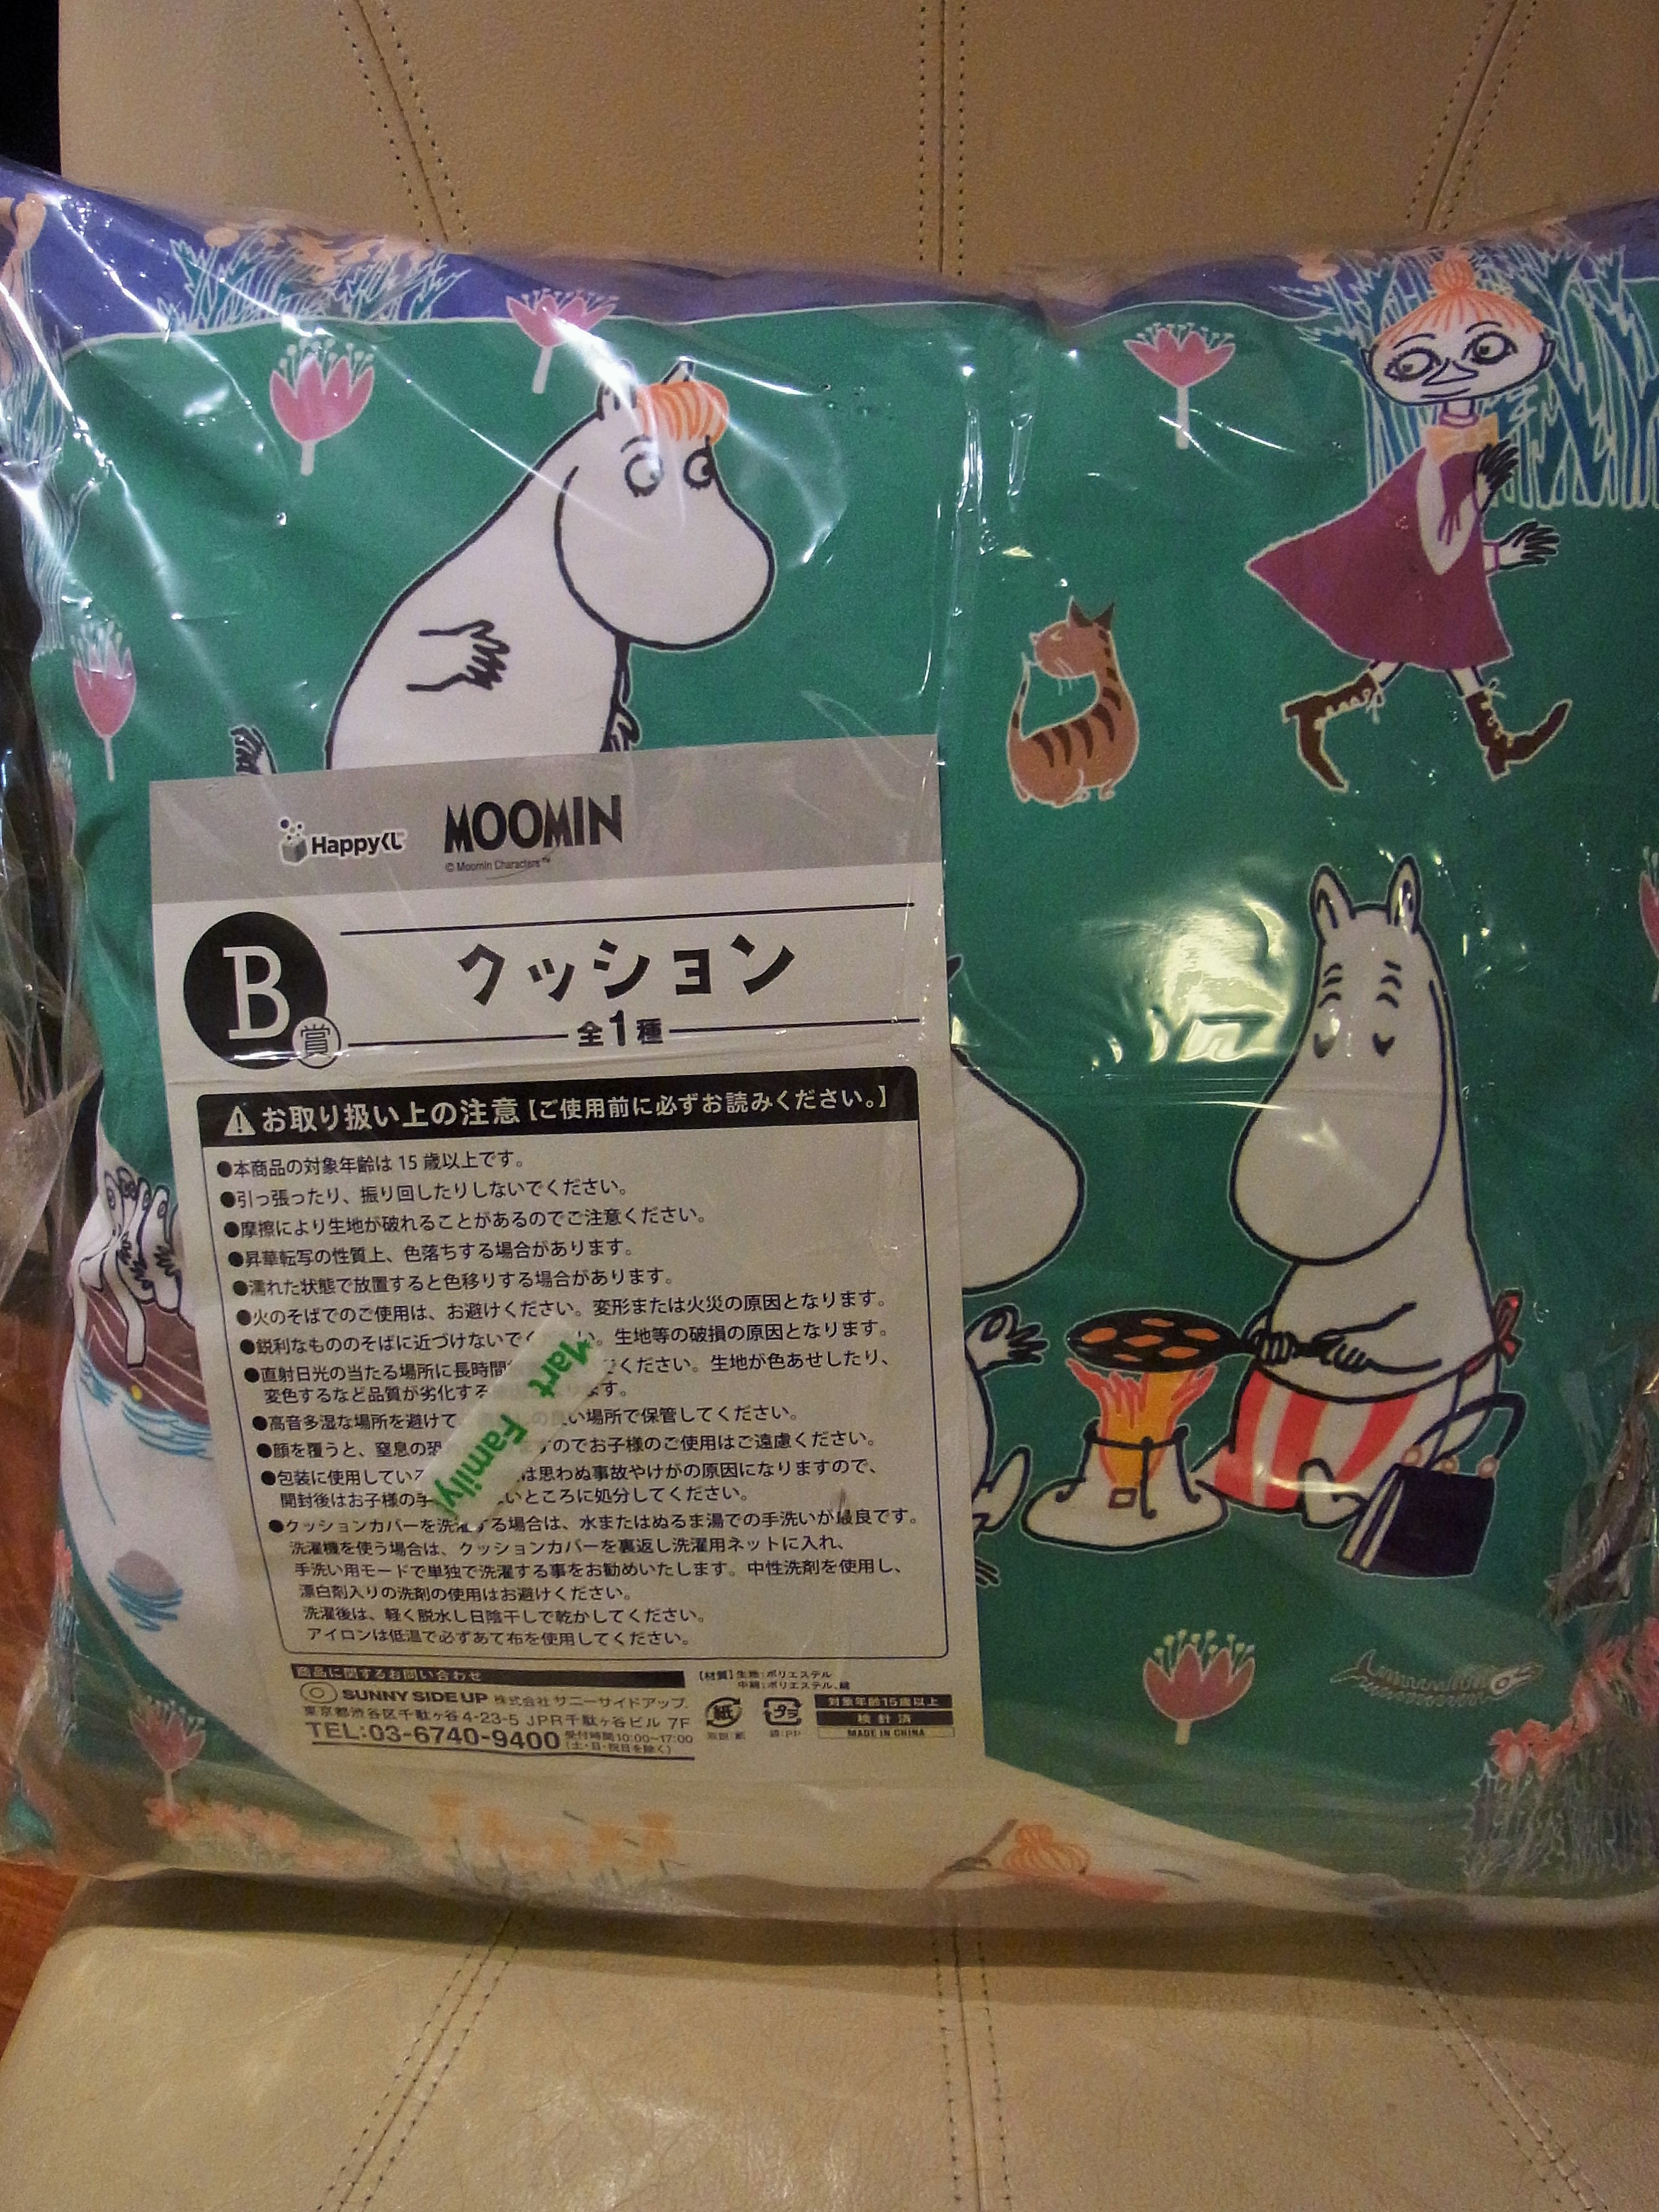 Happyくじ
MOOMIN
© Moomin Characters™
B賞
クッション
全1種
お取り扱い上の注意【ご使用前に必ずお読みください。】
●本商品の対象年齢は15歳以上です。
●引っ張ったり、振り回したりしないでください。
●摩擦により生地が破れることがあるのでご注意ください。
●昇華転写の性質上、色落ちする場合があります。
●濡れた状態で放置すると色移りする場合があります。
●火のそばでのご使用は、お避けください。変形または火災の原因となります。
●鋭利なもののそばに近づけないでく い。生地等の破損の原因となります。
●直射日光の当たる場所に長時間 ください。生地が色あせしたり、
変色するなど品質が劣化する ます。
●高音多湿な場所を避けて の良い場所で保管してください。
●顔を覆うと、窒息の恐 すのでお子様のご使用はご遠慮ください。
●包装に使用している は思わぬ事故やけがの原因になりますので、
開封後はお子様の手 いところに処分してください。
●クッションカバーを洗濯する場合は、水またはぬるま湯での手洗いが最良です。
洗濯機を使う場合は、クッションカバーを裏返し洗濯用ネットに入れ、
手洗い用モードで単独で洗濯する事をお勧めいたします。中性洗剤を使用し、
漂白剤入りの洗剤の使用はお避けください。
洗濯後は、軽く脱水し日陰干しで乾かしてください。
アイロンは低温で必ずあて布を使用してください。
Mart Family
商品に関するお問い合わせ
SUNNY SIDE UP 株式会社 サニーサイドアップ.
東京都渋谷区千駄ヶ谷4-23-5 JPR千駄ヶ谷ビル 7F
TEL:03-6740-9400 受付時間10:00~17:00
(土・日・祝日を除く)
【材質】生地:ポリエステル
中綿:ポリエステル、綿
紙
プラ
袋:PP
対象年齢15歳以上
検針済
MADE IN CHINA